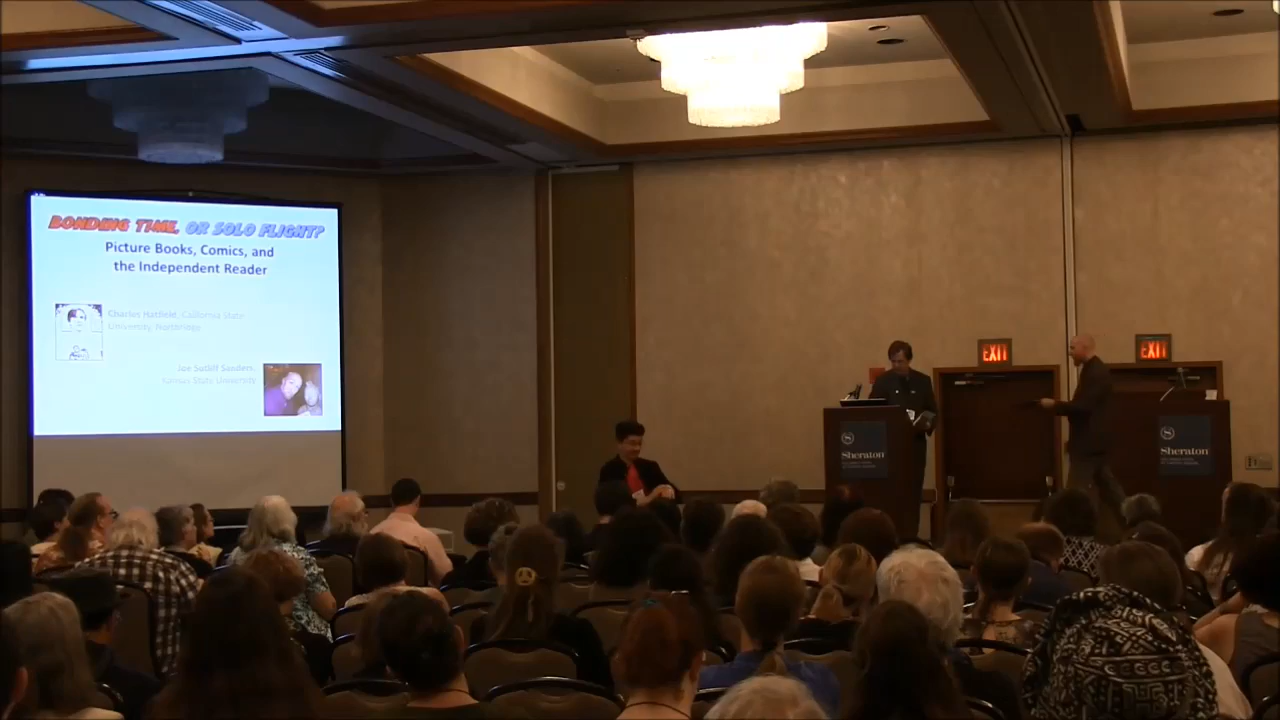 BONDING TIME, OR SOLO FLIGHT?
Picture Books, Comics, and
the Independent Reader
Charles Hatfield, California State
University, Northridge
Joe Sutliff Sanders,
Kansas State University
EXIT
EXIT
S
Sheraton
S
Sheraton